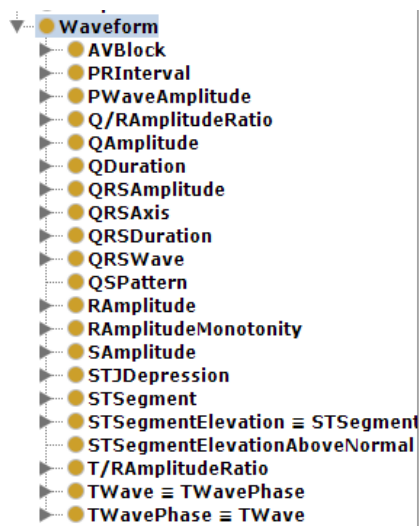 Waveform
AVBlock
PRInterval
PWaveAmplitude
Q/RAmplitudeRatio
QAmplitude
QDuration
QRSAmplitude
QRSAxis
QRSDuration
QRSWave
QSPattern
RAmplitude
RAmplitudeMonotonity
SAmplitude
STJDepression
STSegment
STSegmentElevation ≡ STSegment
STSegmentElevationAboveNormal
T/RAmplitudeRatio
TWave ≡ TWavePhase
TWavePhase ≡ TWave